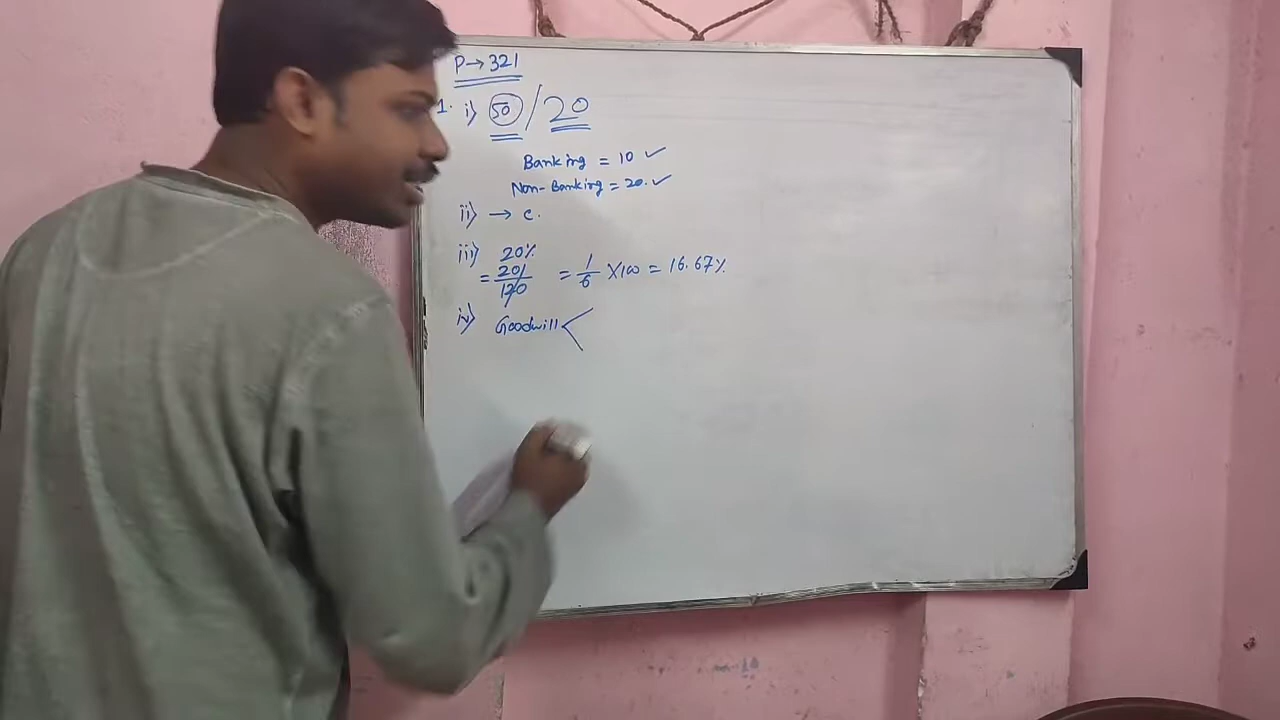 P→321
1. i) 50 / 20
Banking = 10 ✓
Non-Banking = 20. ✓
ii) → c.
iii) 20%
= 20/120 = 1/6 × 100 = 16.67%
iv) Goodwill <